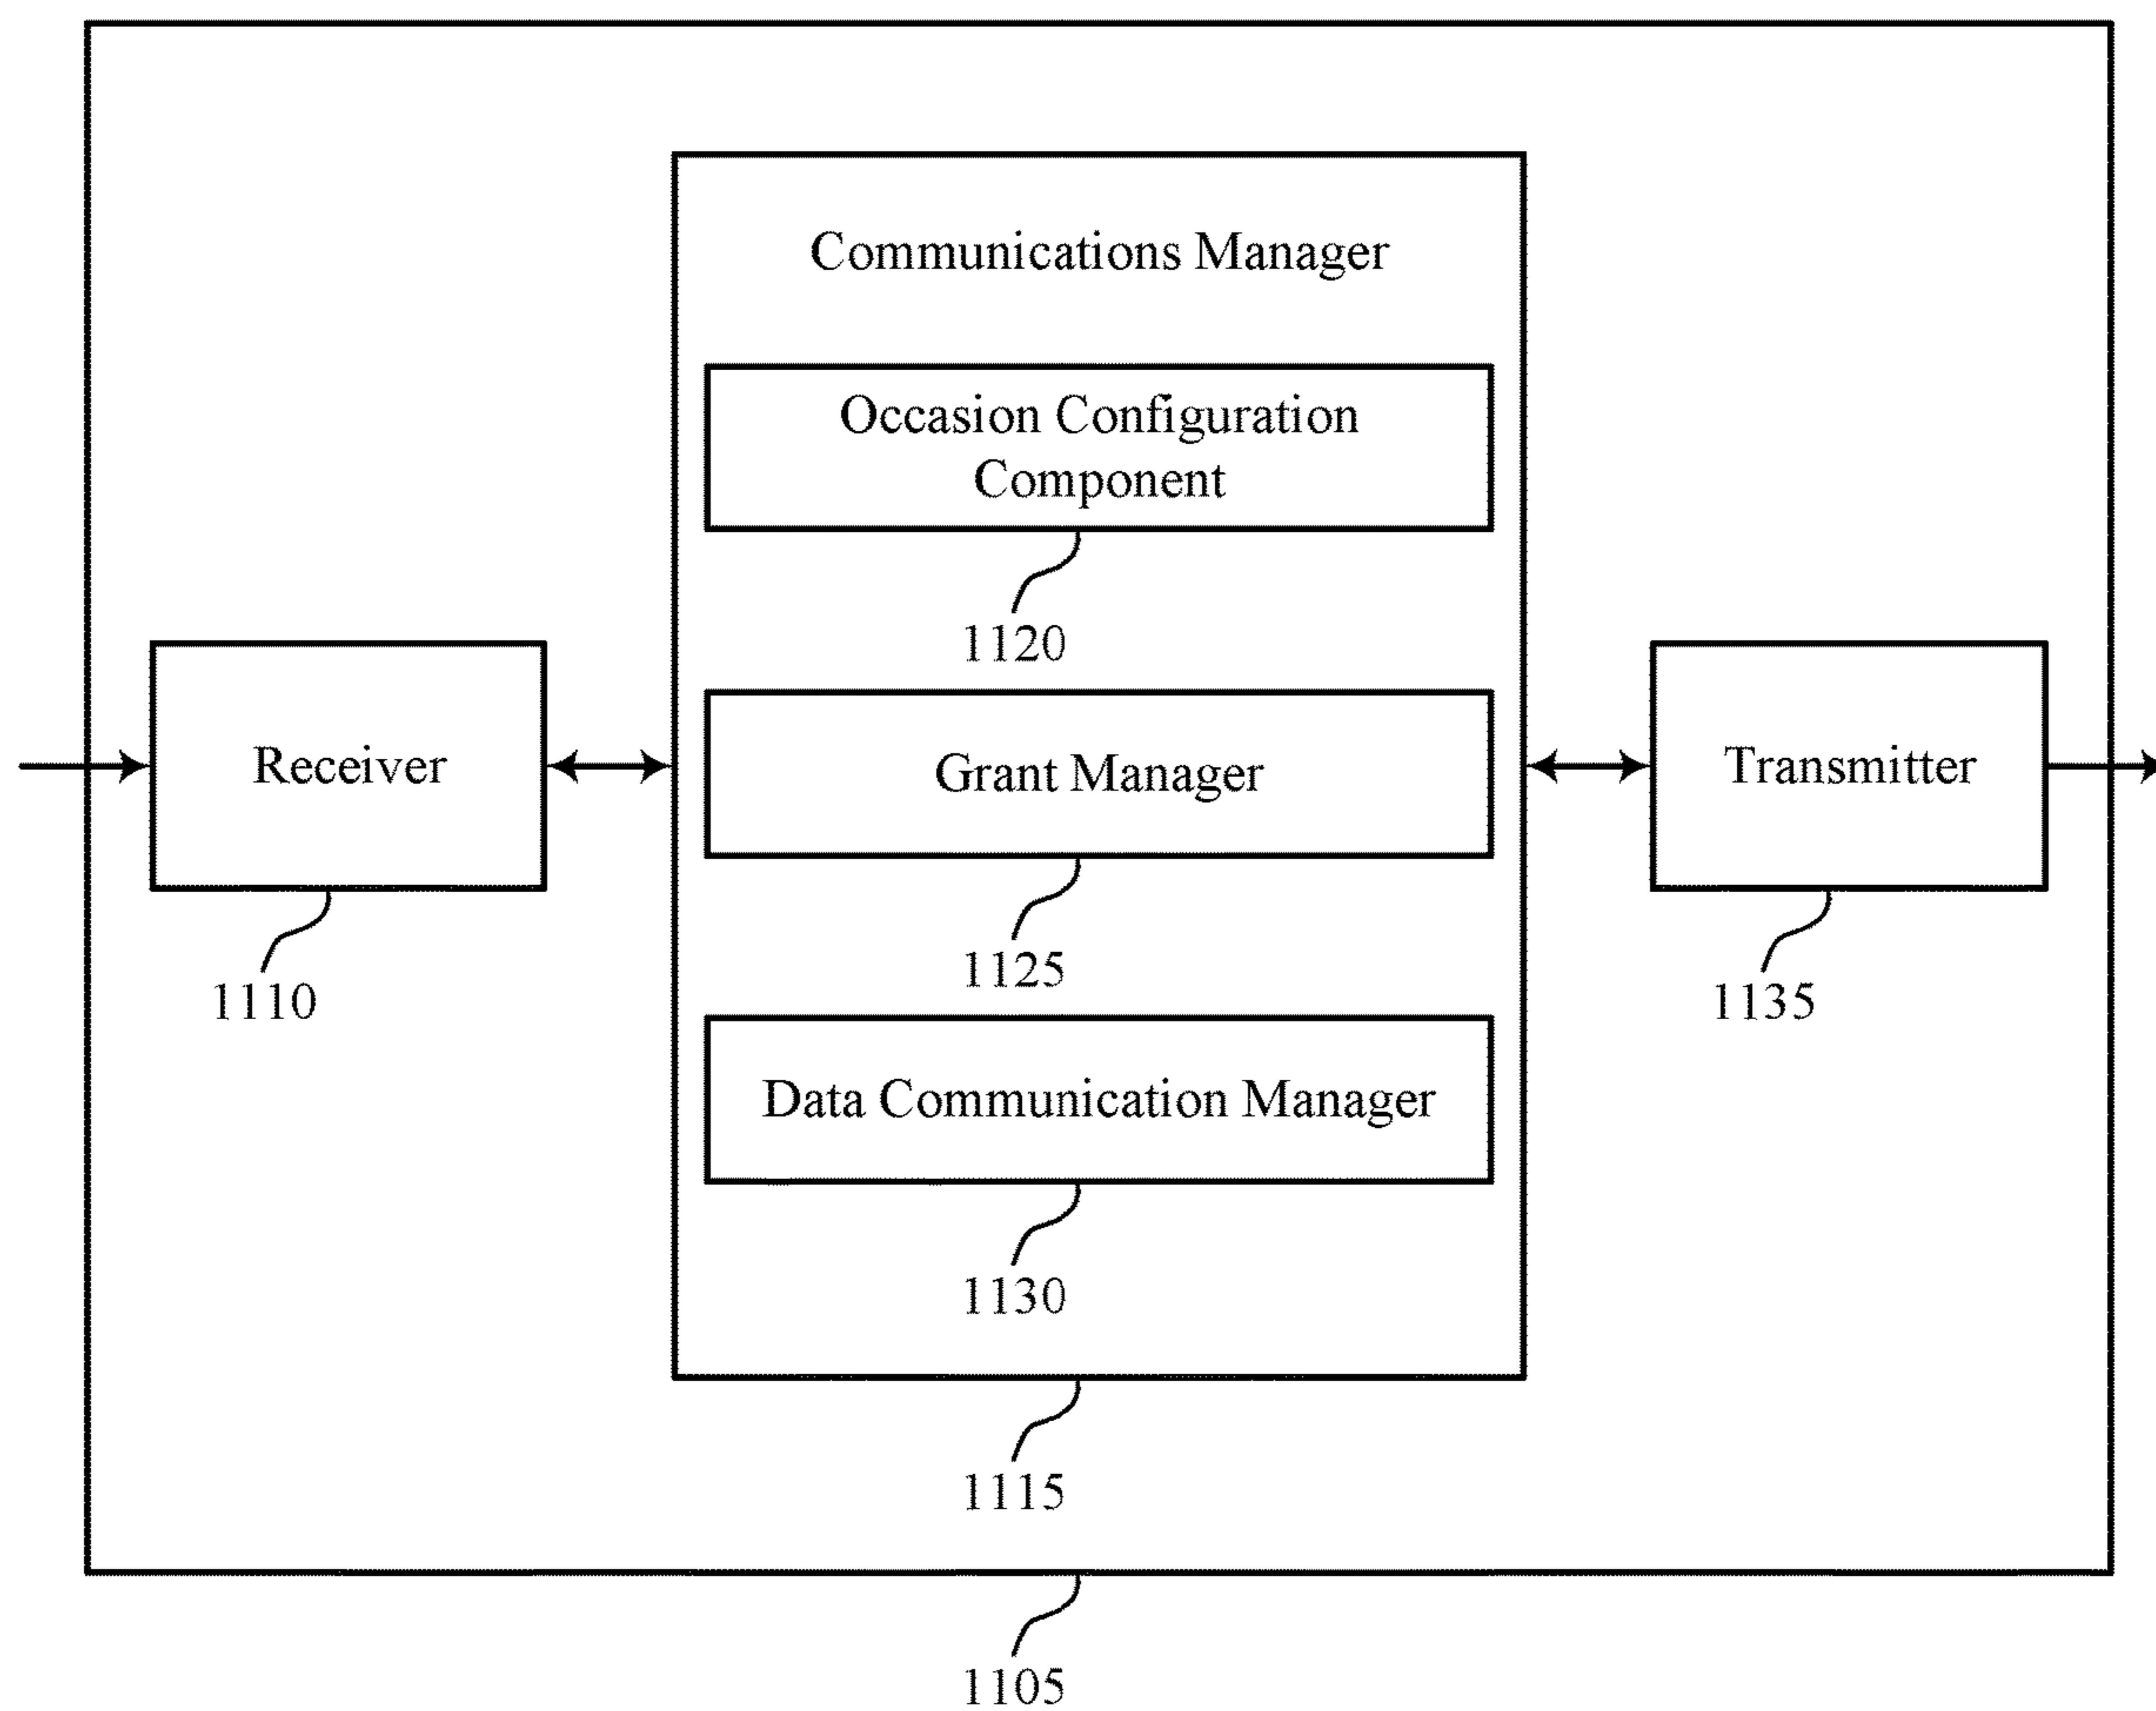 Communications Manager
Occasion Configuration
Component
1120
Receiver
Grant Manager
Transmitter
1125
1110
1135
Data Communication Manager
1130
1115
1105